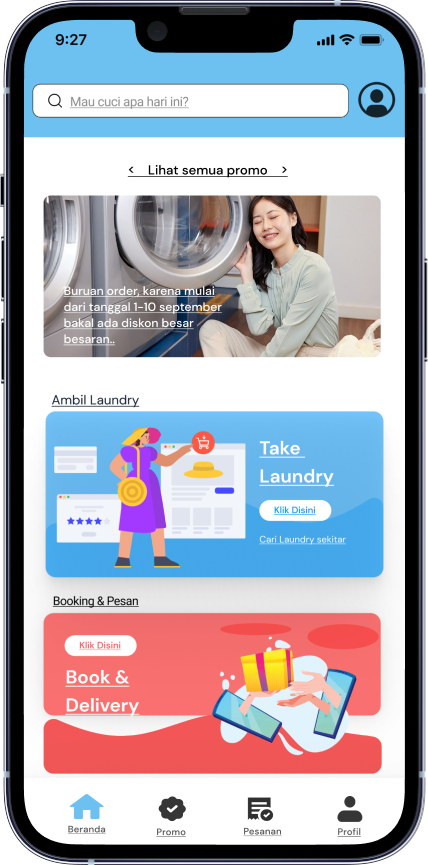 9:27
Mau cuci apa hari ini?
< Lihat semua promo >
Buruan order, karena mulai
dari tanggal 1-10 september
bakal ada diskon besar
besaran..
Ambil Laundry
Take
Laundry
Klik Disini
Cari Laundry sekitar
Booking & Pesan
Klik Disini
Book &
Delivery
Beranda
Promo
Pesanan
Profil